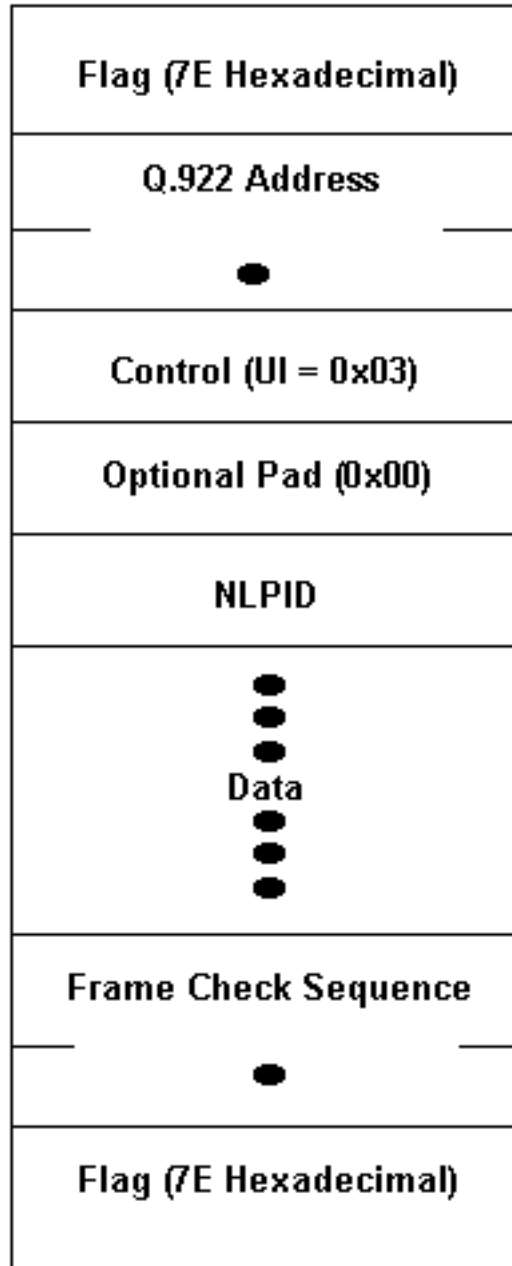 Flag (7E Hexadecimal)
Q.922 Address
Control (UI = 0x03)
Optional Pad (0x00)
NLPID
Data
Frame Check Sequence
Flag (7E Hexadecimal)